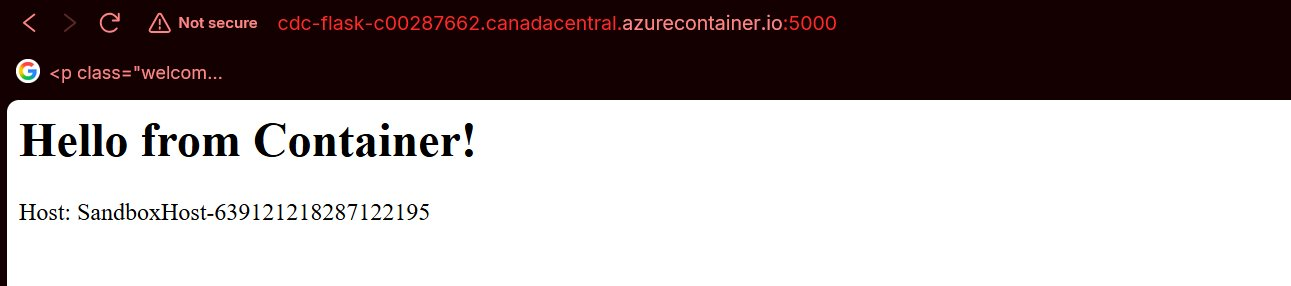 Not secure cdc-flask-c00287662.canadacentral.azurecontainer.io:5000
G <p class="welcom...
Hello from Container!
Host: SandboxHost-639121218287122195